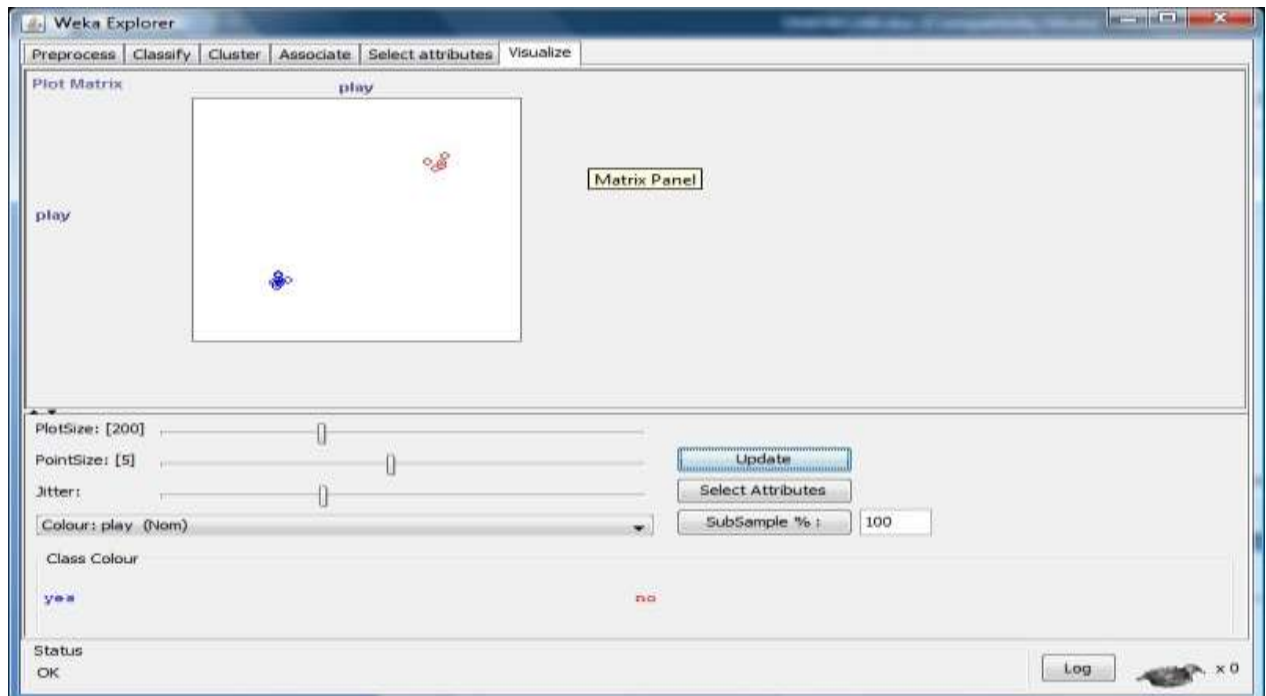 Weka Explorer
Preprocess Classify Cluster Associate Select attributes Visualize
Plot Matrix
play
Matrix Panel
play
PlotSize: [200]
PointSize: [5]
Update
Jitter:
Select Attributes
Colour: play (Nom)
SubSample % : 100
Class Colour
yes no
Status
OK
Log x 0